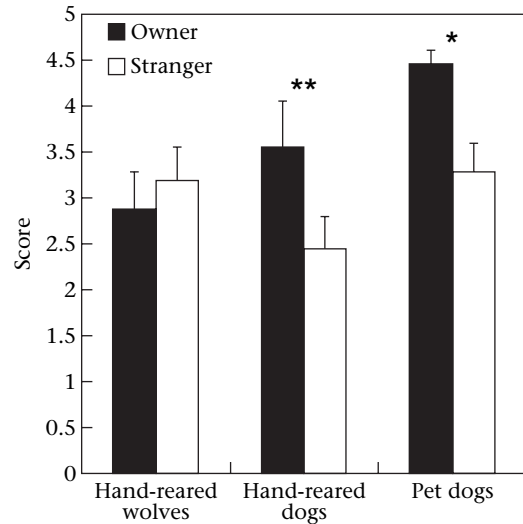 5
4.5
4
3.5
3
2.5
2
1.5
1
0.5
0
Score
Owner
Stranger
**
*
Hand-reared
wolves
Hand-reared
dogs
Pet dogs